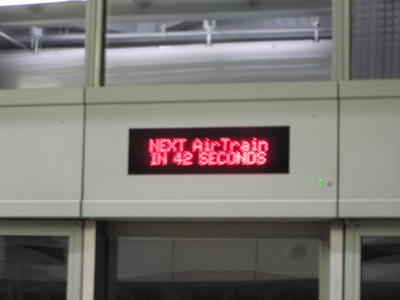 NEXT AirTrain
IN 42 SECONDS